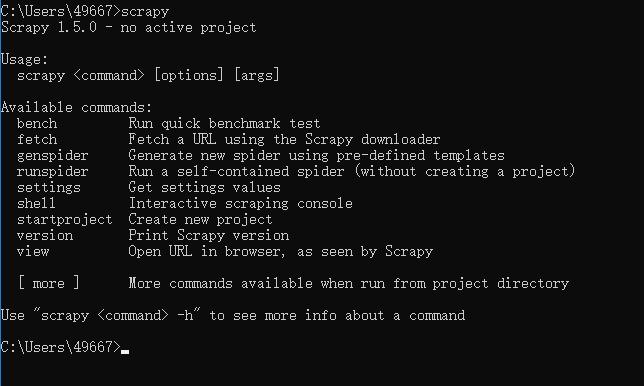 C:\Users\49667>scrapy
Scrapy 1.5.0 - no active project
Usage:
  scrapy <command> [options] [args]
Available commands:
  bench         Run quick benchmark test
  fetch         Fetch a URL using the Scrapy downloader
  genspider     Generate new spider using pre-defined templates
  runspider     Run a self-contained spider (without creating a project)
  settings      Get settings values
  shell         Interactive scraping console
  startproject  Create new project
  version       Print Scrapy version
  view          Open URL in browser, as seen by Scrapy
  [ more ]      More commands available when run from project directory
Use "scrapy <command> -h" to see more info about a command
C:\Users\49667>